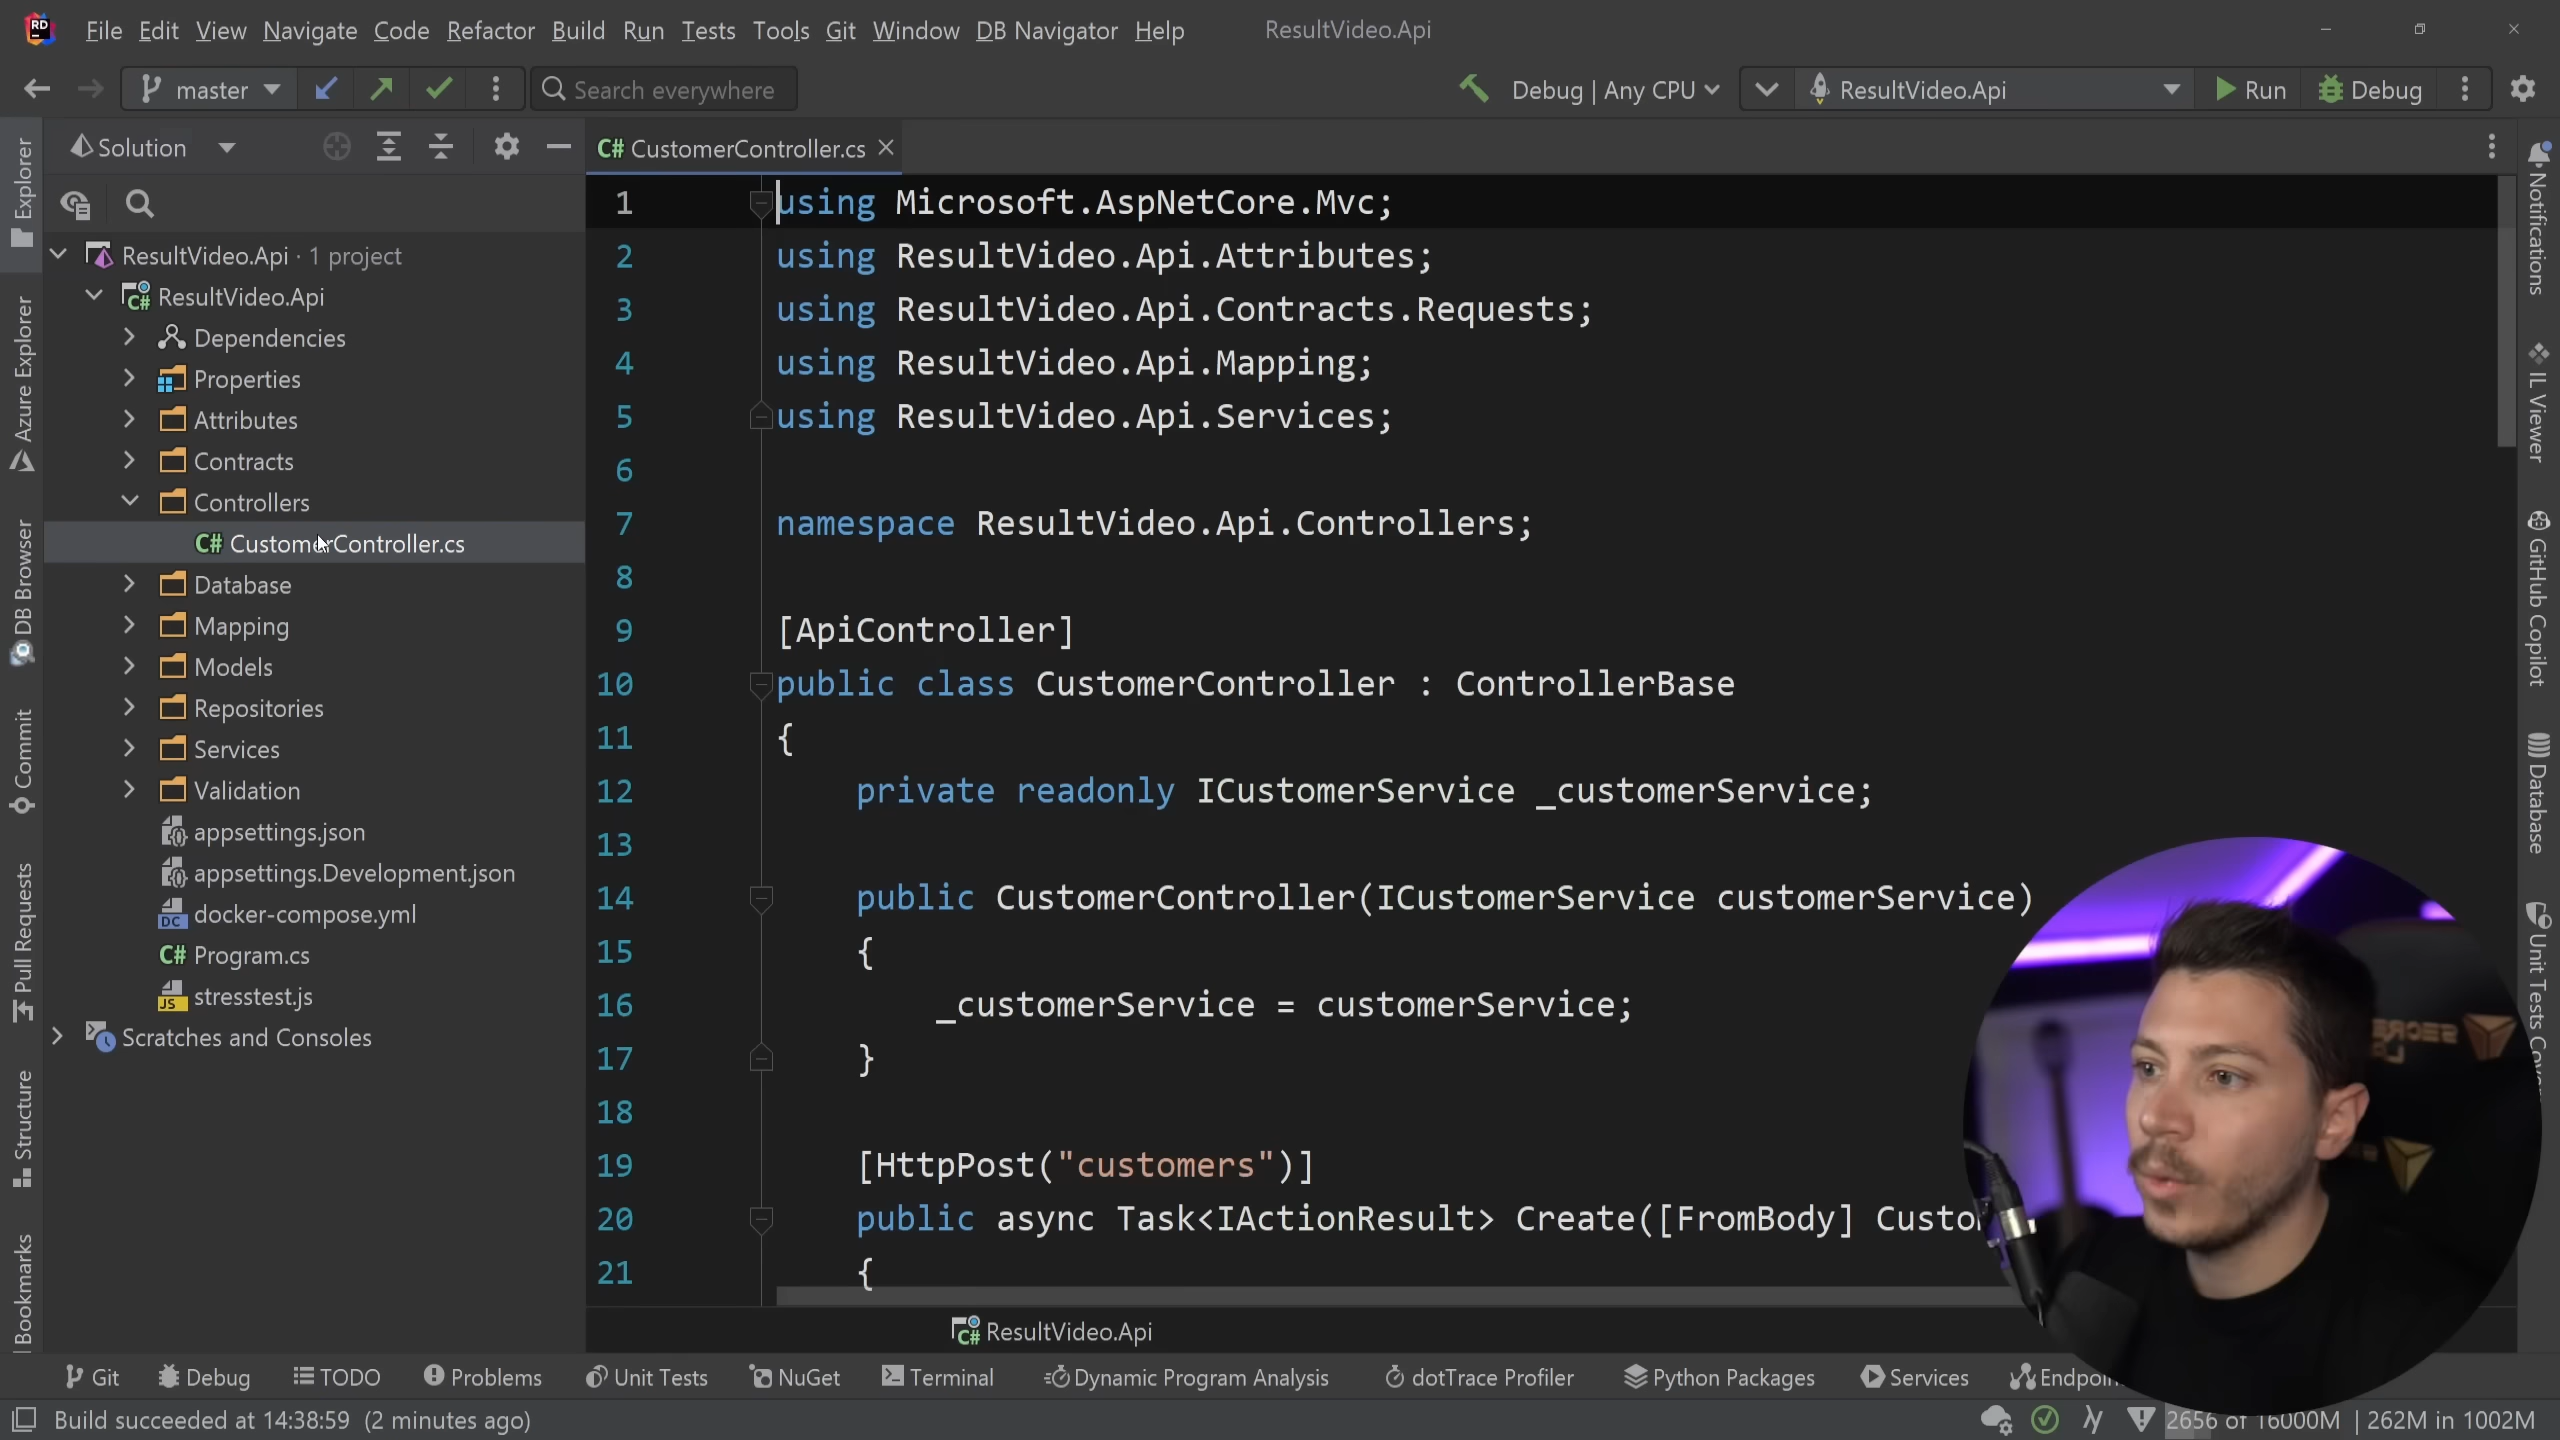 RD File Edit View Navigate Code Refactor Build Run Tests Tools Git Window DB Navigator Help ResultVideo.Api
master Search everywhere Debug | Any CPU ResultVideo.Api Run Debug
Solution
CustomerController.cs
ResultVideo.Api · 1 project
ResultVideo.Api
Dependencies
Properties
Attributes
Contracts
Controllers
C# CustomerController.cs
Database
Mapping
Models
Repositories
Services
Validation
appsettings.json
appsettings.Development.json
docker-compose.yml
C# Program.cs
stresstest.js
Scratches and Consoles
Explorer
Azure Explorer
DB Browser
Commit
Pull Requests
Structure
Bookmarks
C# CustomerController.cs
1 using Microsoft.AspNetCore.Mvc;
2 using ResultVideo.Api.Attributes;
3 using ResultVideo.Api.Contracts.Requests;
4 using ResultVideo.Api.Mapping;
5 using ResultVideo.Api.Services;
6
7 namespace ResultVideo.Api.Controllers;
8
9 [ApiController]
10 public class CustomerController : ControllerBase
11 {
12 private readonly ICustomerService _customerService;
13
14 public CustomerController(ICustomerService customerService)
15 {
16 _customerService = customerService;
17 }
18
19 [HttpPost("customers")]
20 public async Task<IActionResult> Create([FromBody] Custo
21 {
ResultVideo.Api
Notifications
IL Viewer
GitHub Copilot
Database
Unit Tests
Git Debug TODO Problems Unit Tests NuGet Terminal Dynamic Program Analysis dotTrace Profiler Python Packages Services
Build succeeded at 14:38:59 (2 minutes ago)
2656 of 16000M | 262M in 1002M